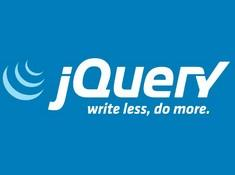 jQuery
write less, do more.